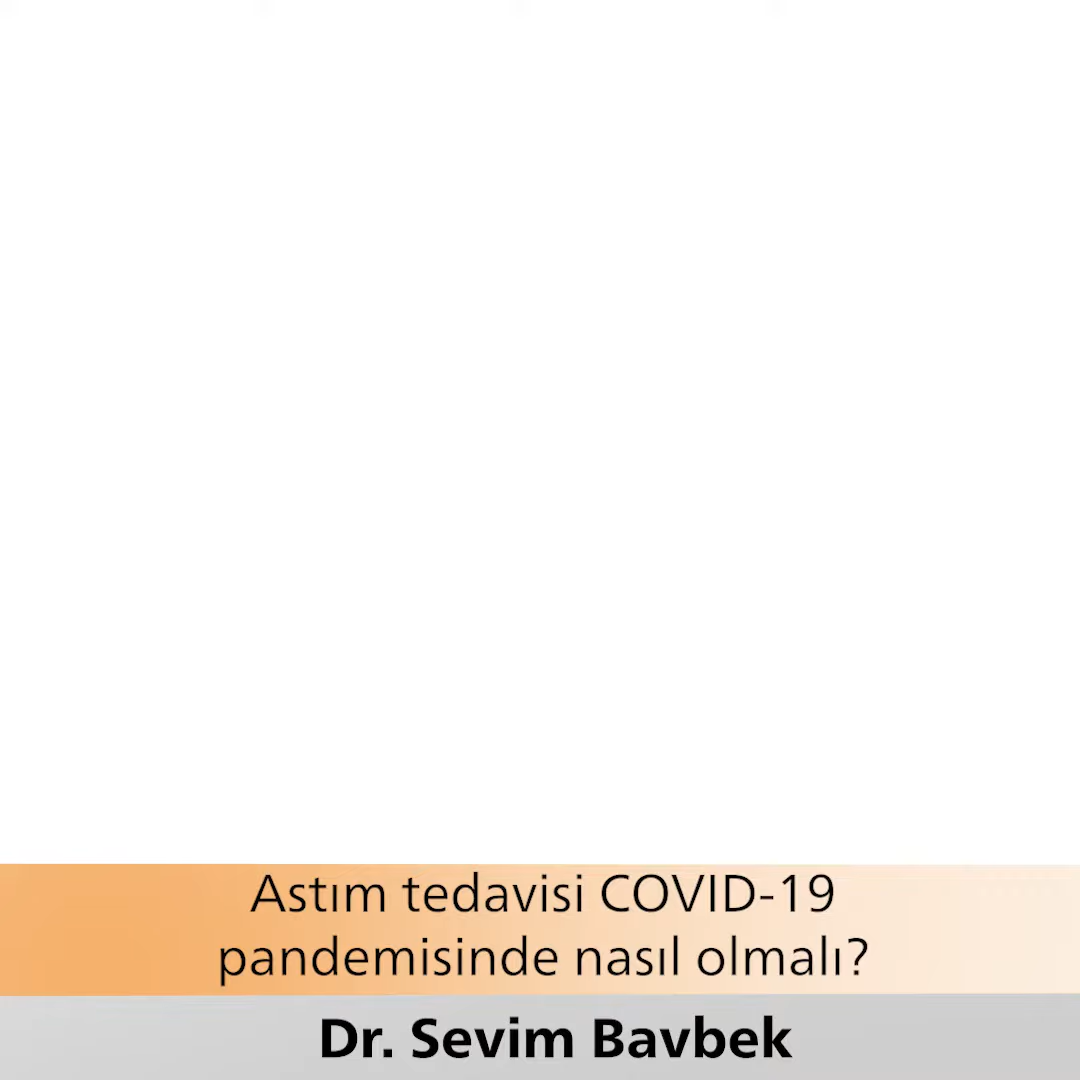 Astım tedavisi COVID-19
pandemisinde nasıl olmalı?
Dr. Sevim Bavbek